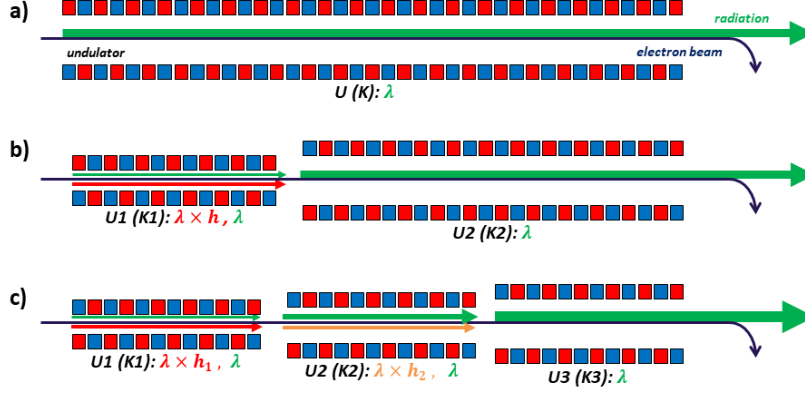 a)
radiation
undulator
electron beam
U (K): λ
b)
U1 (K1): λ × h , λ
U2 (K2): λ
c)
U1 (K1): λ × h₁ , λ
U2 (K2): λ × h₂ , λ
U3 (K3): λ